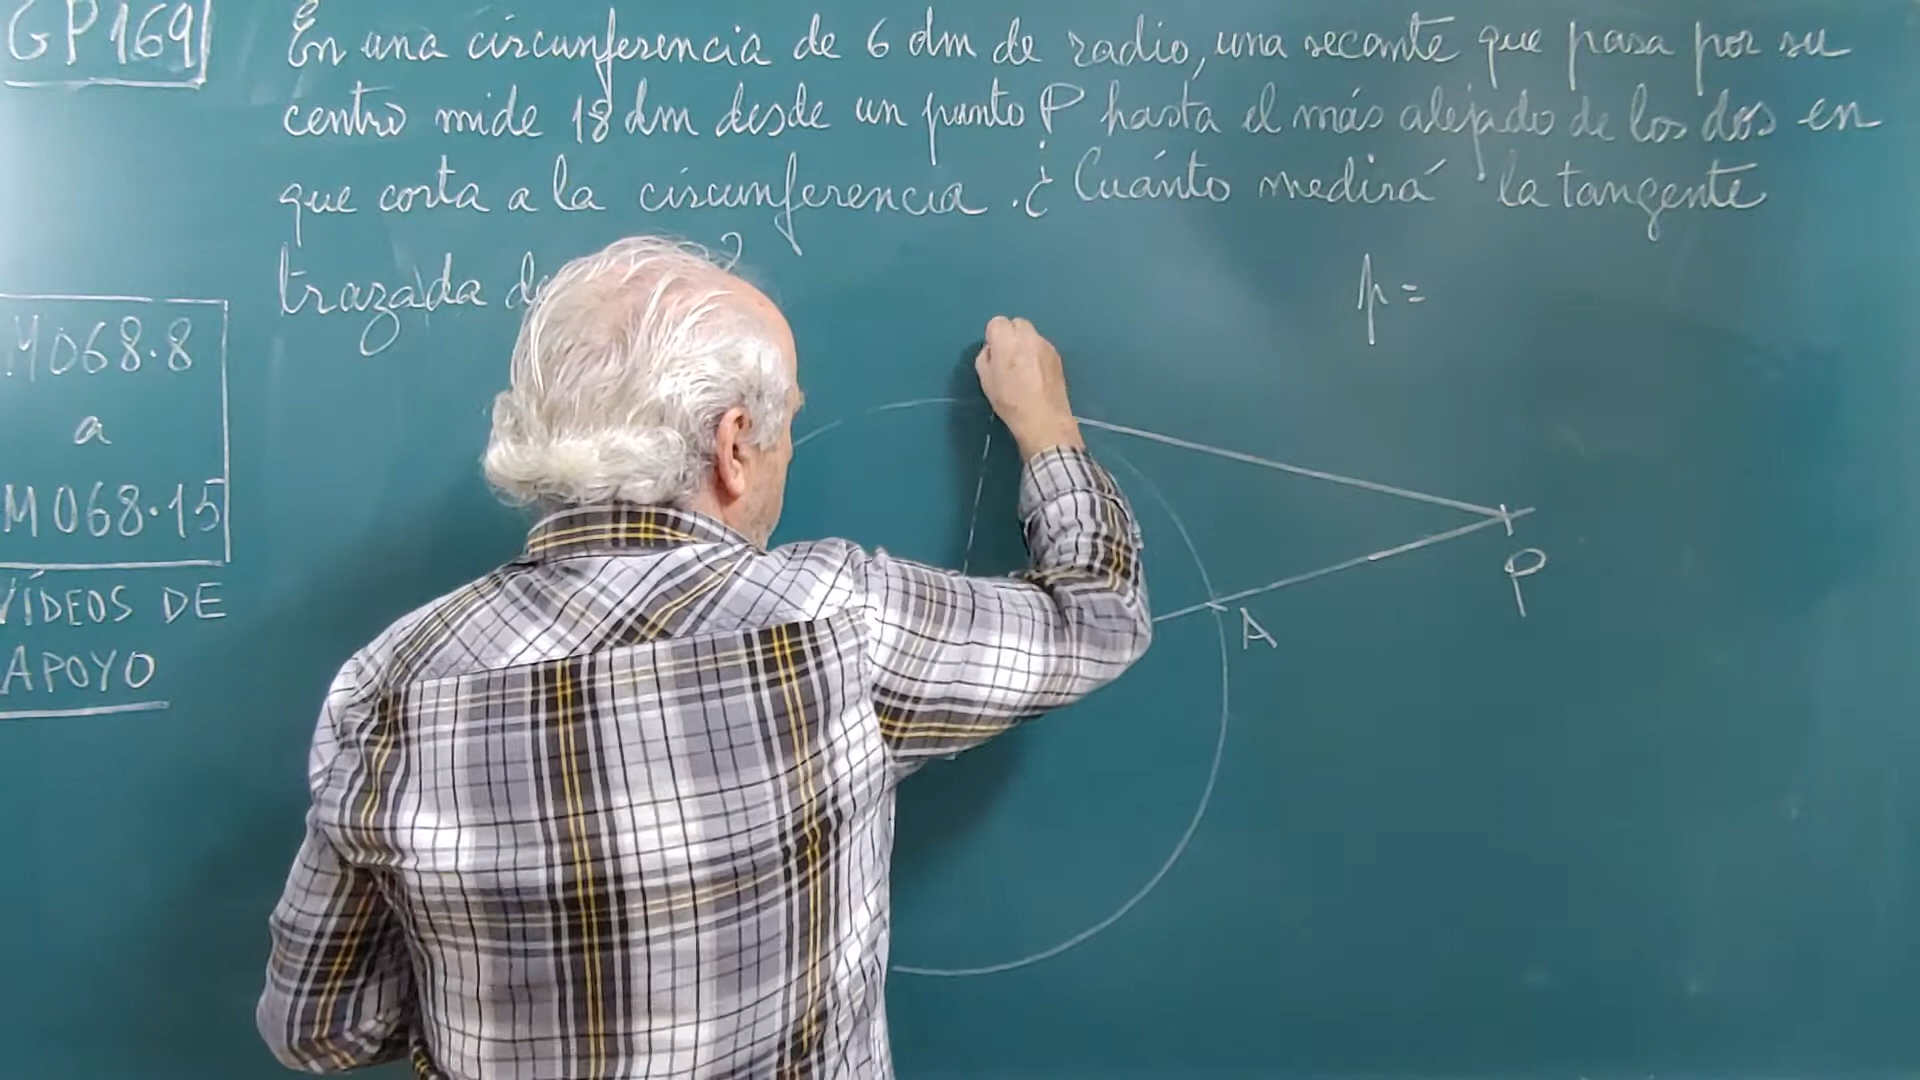 GP169
En una circunferencia de 6 dm de radio, una secante que pasa por su
centro mide 18 dm desde un punto P hasta el más alejado de los dos en
que corta a la circunferencia. ¿Cuánto medirá la tangente
trazada ?
p =
M068.8
a
M068.15
VÍDEOS DE
APOYO
P
A